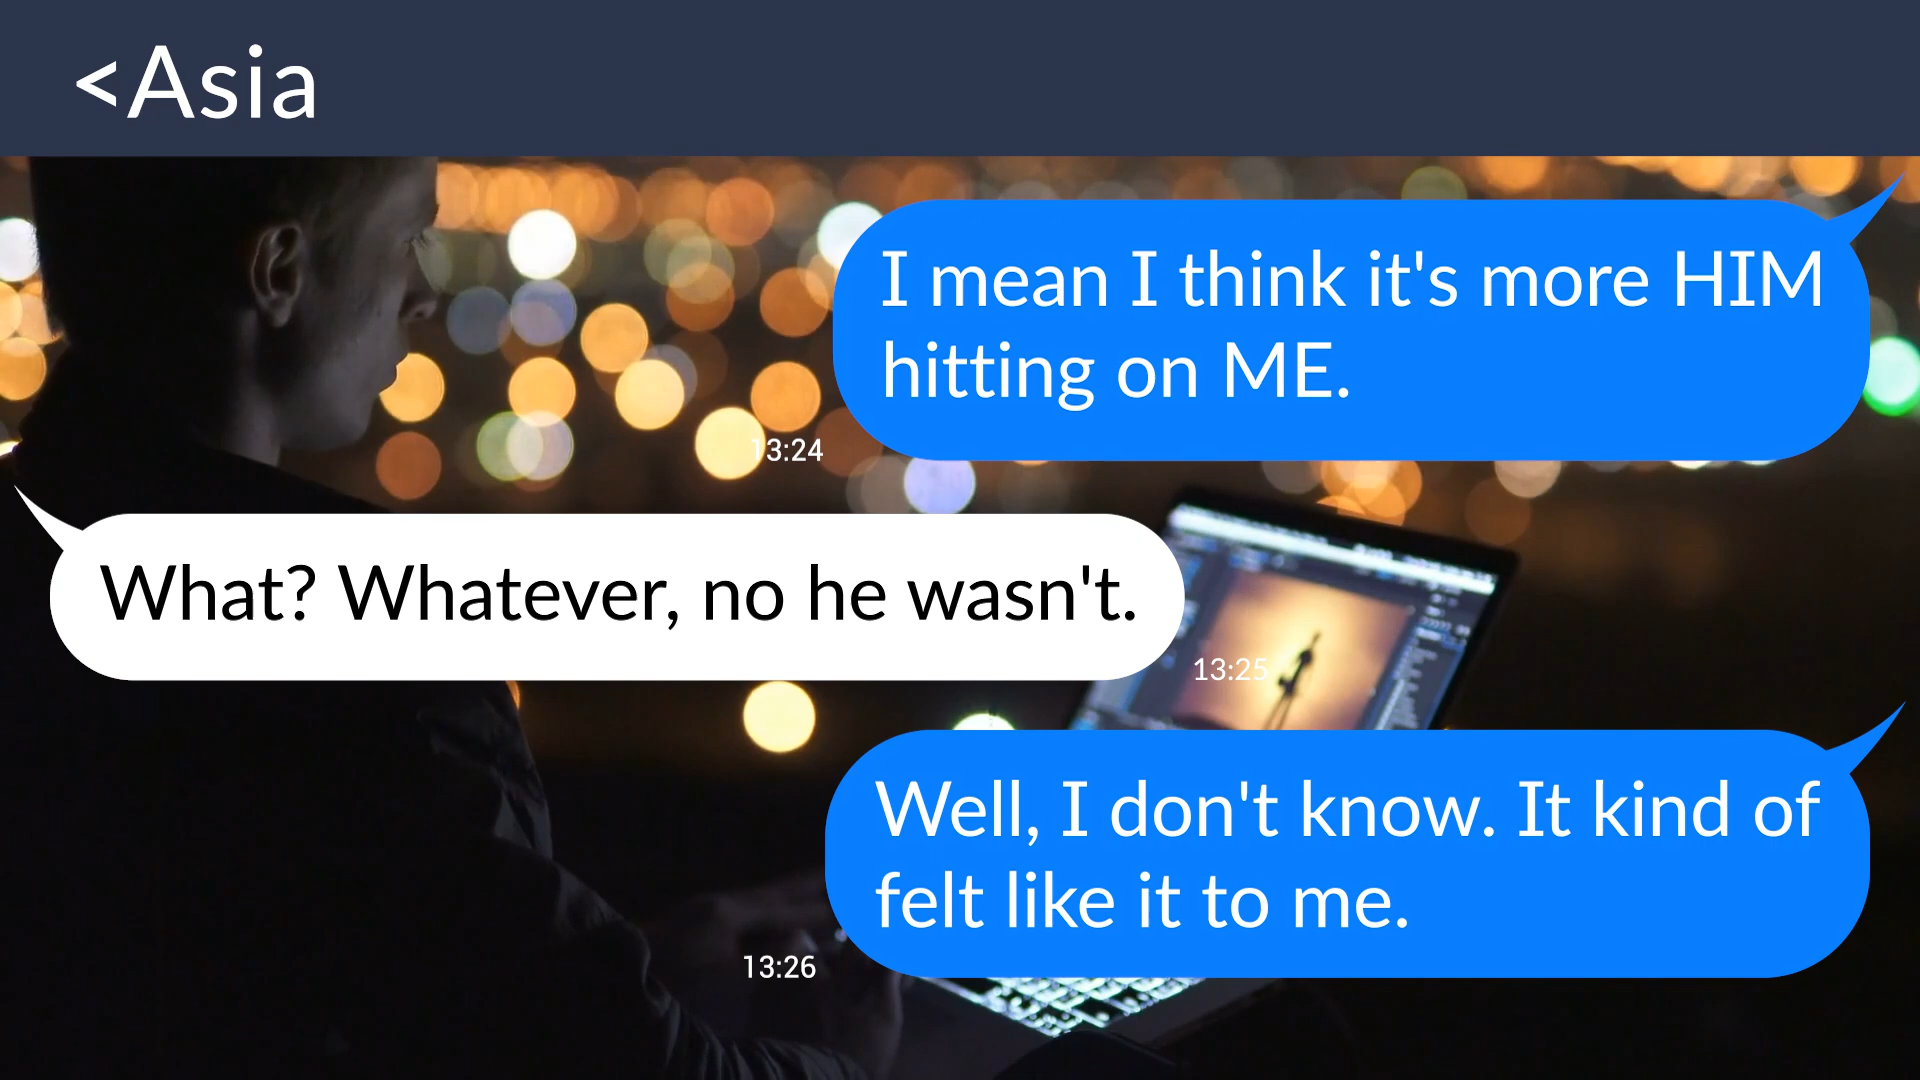 <Asia
I mean I think it's more HIM
hitting on ME.
13:24
What? Whatever, no he wasn't.
13:25
Well, I don't know. It kind of
felt like it to me.
13:26